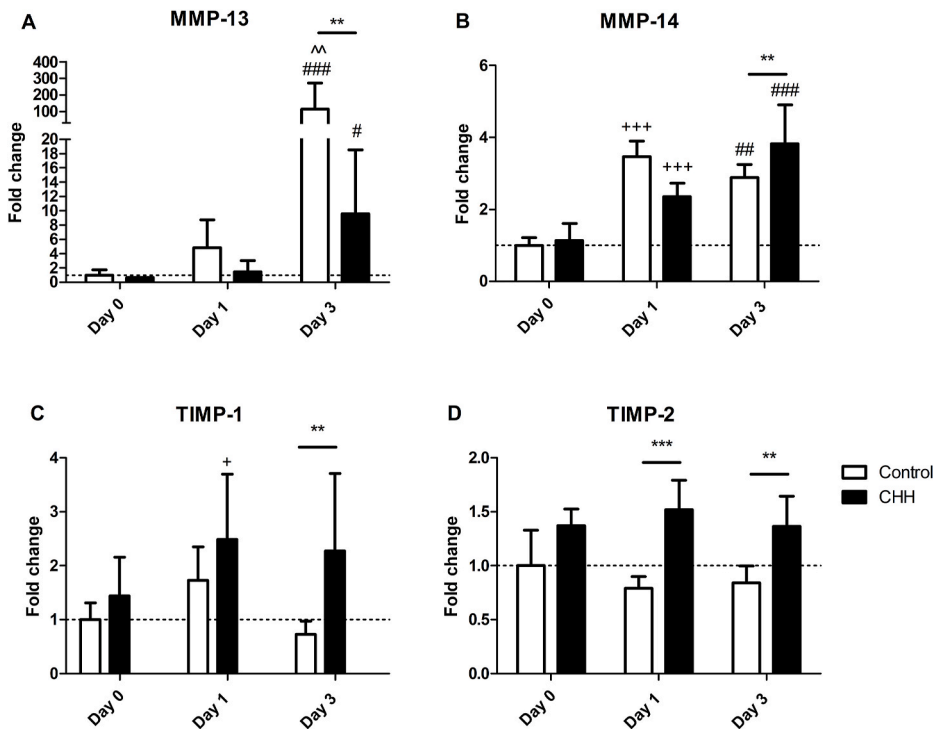 A
MMP-13
**
^^
###
#
Fold change
400
300
200
100
20
18
16
14
12
10
8
6
4
2
0
Day 0
Day 1
Day 3
B
MMP-14
**
###
+++
##
+++
Fold change
6
4
2
0
Day 0
Day 1
Day 3
C
TIMP-1
**
+
Fold change
4
3
2
1
0
Day 0
Day 1
Day 3
D
TIMP-2
***
**
Fold change
2.0
1.5
1.0
0.5
0.0
Day 0
Day 1
Day 3
Control
CHH